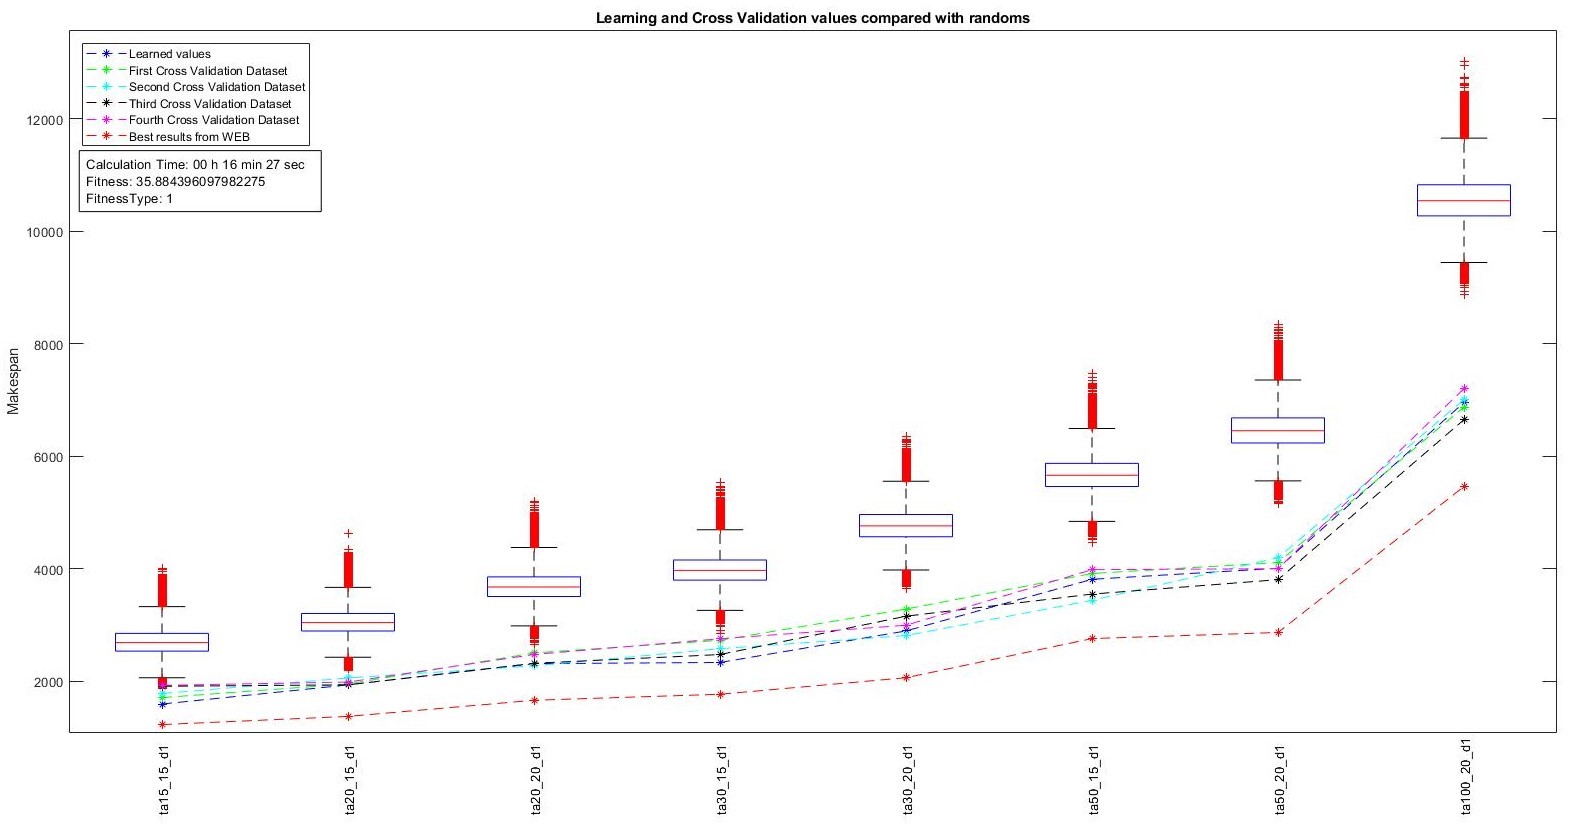 Learning and Cross Validation values compared with randoms
Learned values
First Cross Validation Dataset
Second Cross Validation Dataset
Third Cross Validation Dataset
Fourth Cross Validation Dataset
Best results from WEB
Calculation Time: 00 h 16 min 27 sec
Fitness: 35.884396097982275
FitnessType: 1
Makespan
12000
10000
8000
6000
4000
2000
ta15_15_d1
ta20_15_d1
ta20_20_d1
ta30_15_d1
ta30_20_d1
ta50_15_d1
ta50_20_d1
ta100_20_d1